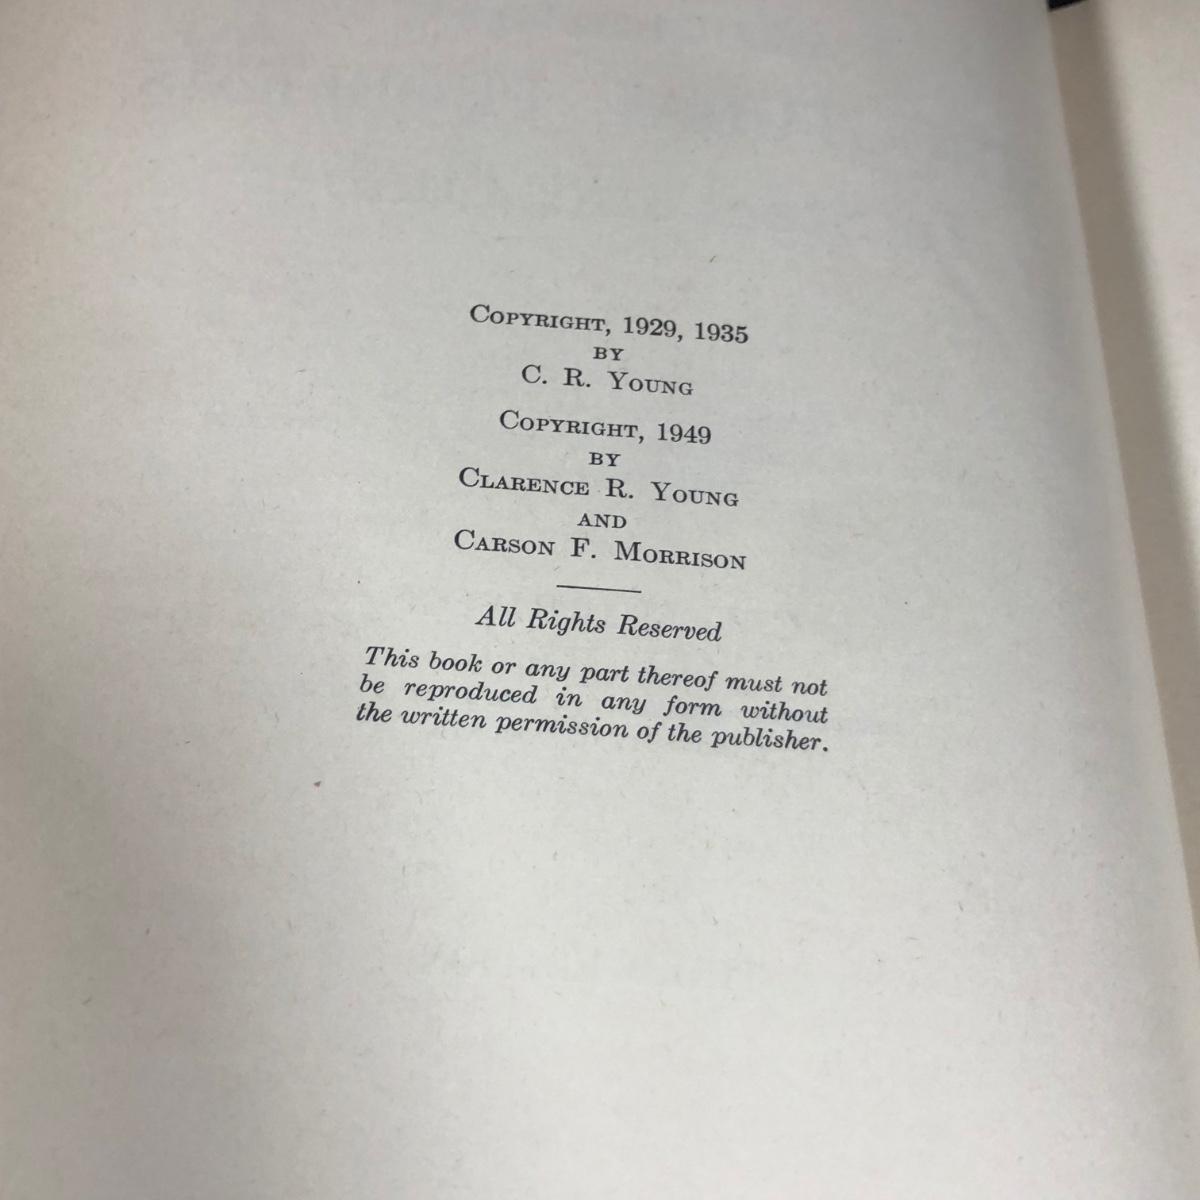 Copyright, 1929, 1935
by
C. R. Young
Copyright, 1949
by
Clarence R. Young
and
Carson F. Morrison
All Rights Reserved
This book or any part thereof must not
be reproduced in any form without
the written permission of the publisher.